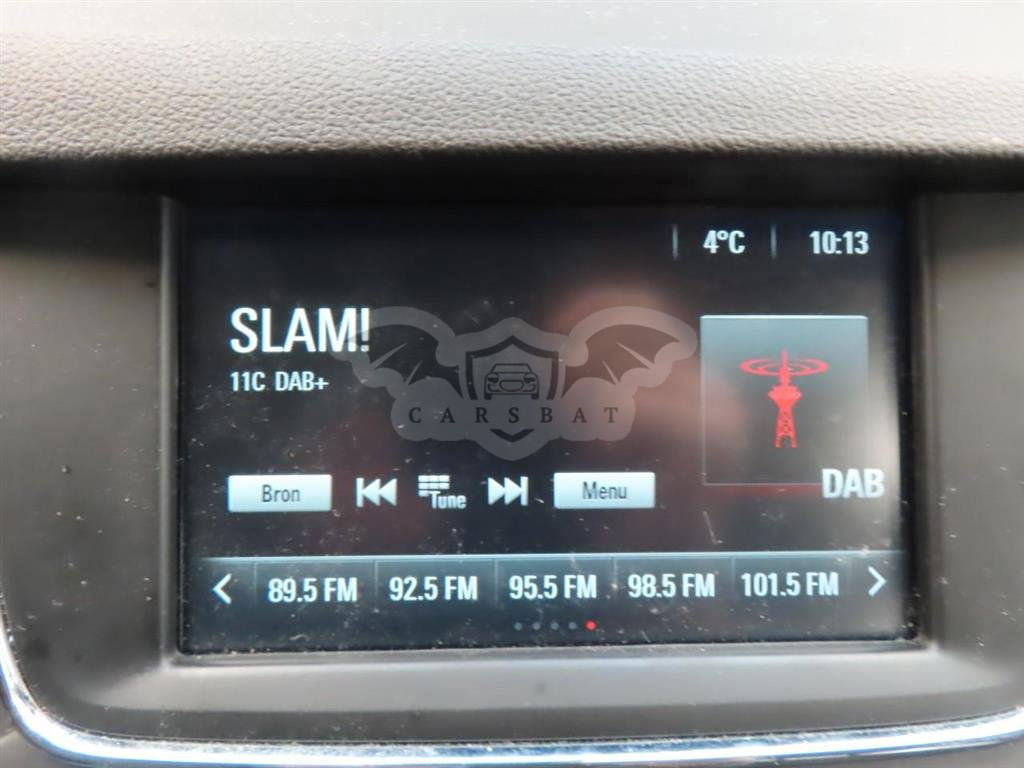 4°C 10:13
SLAM!
11C DAB+
CARSBAT
Bron Tune Menu
DAB
89.5 FM 92.5 FM 95.5 FM 98.5 FM 101.5 FM